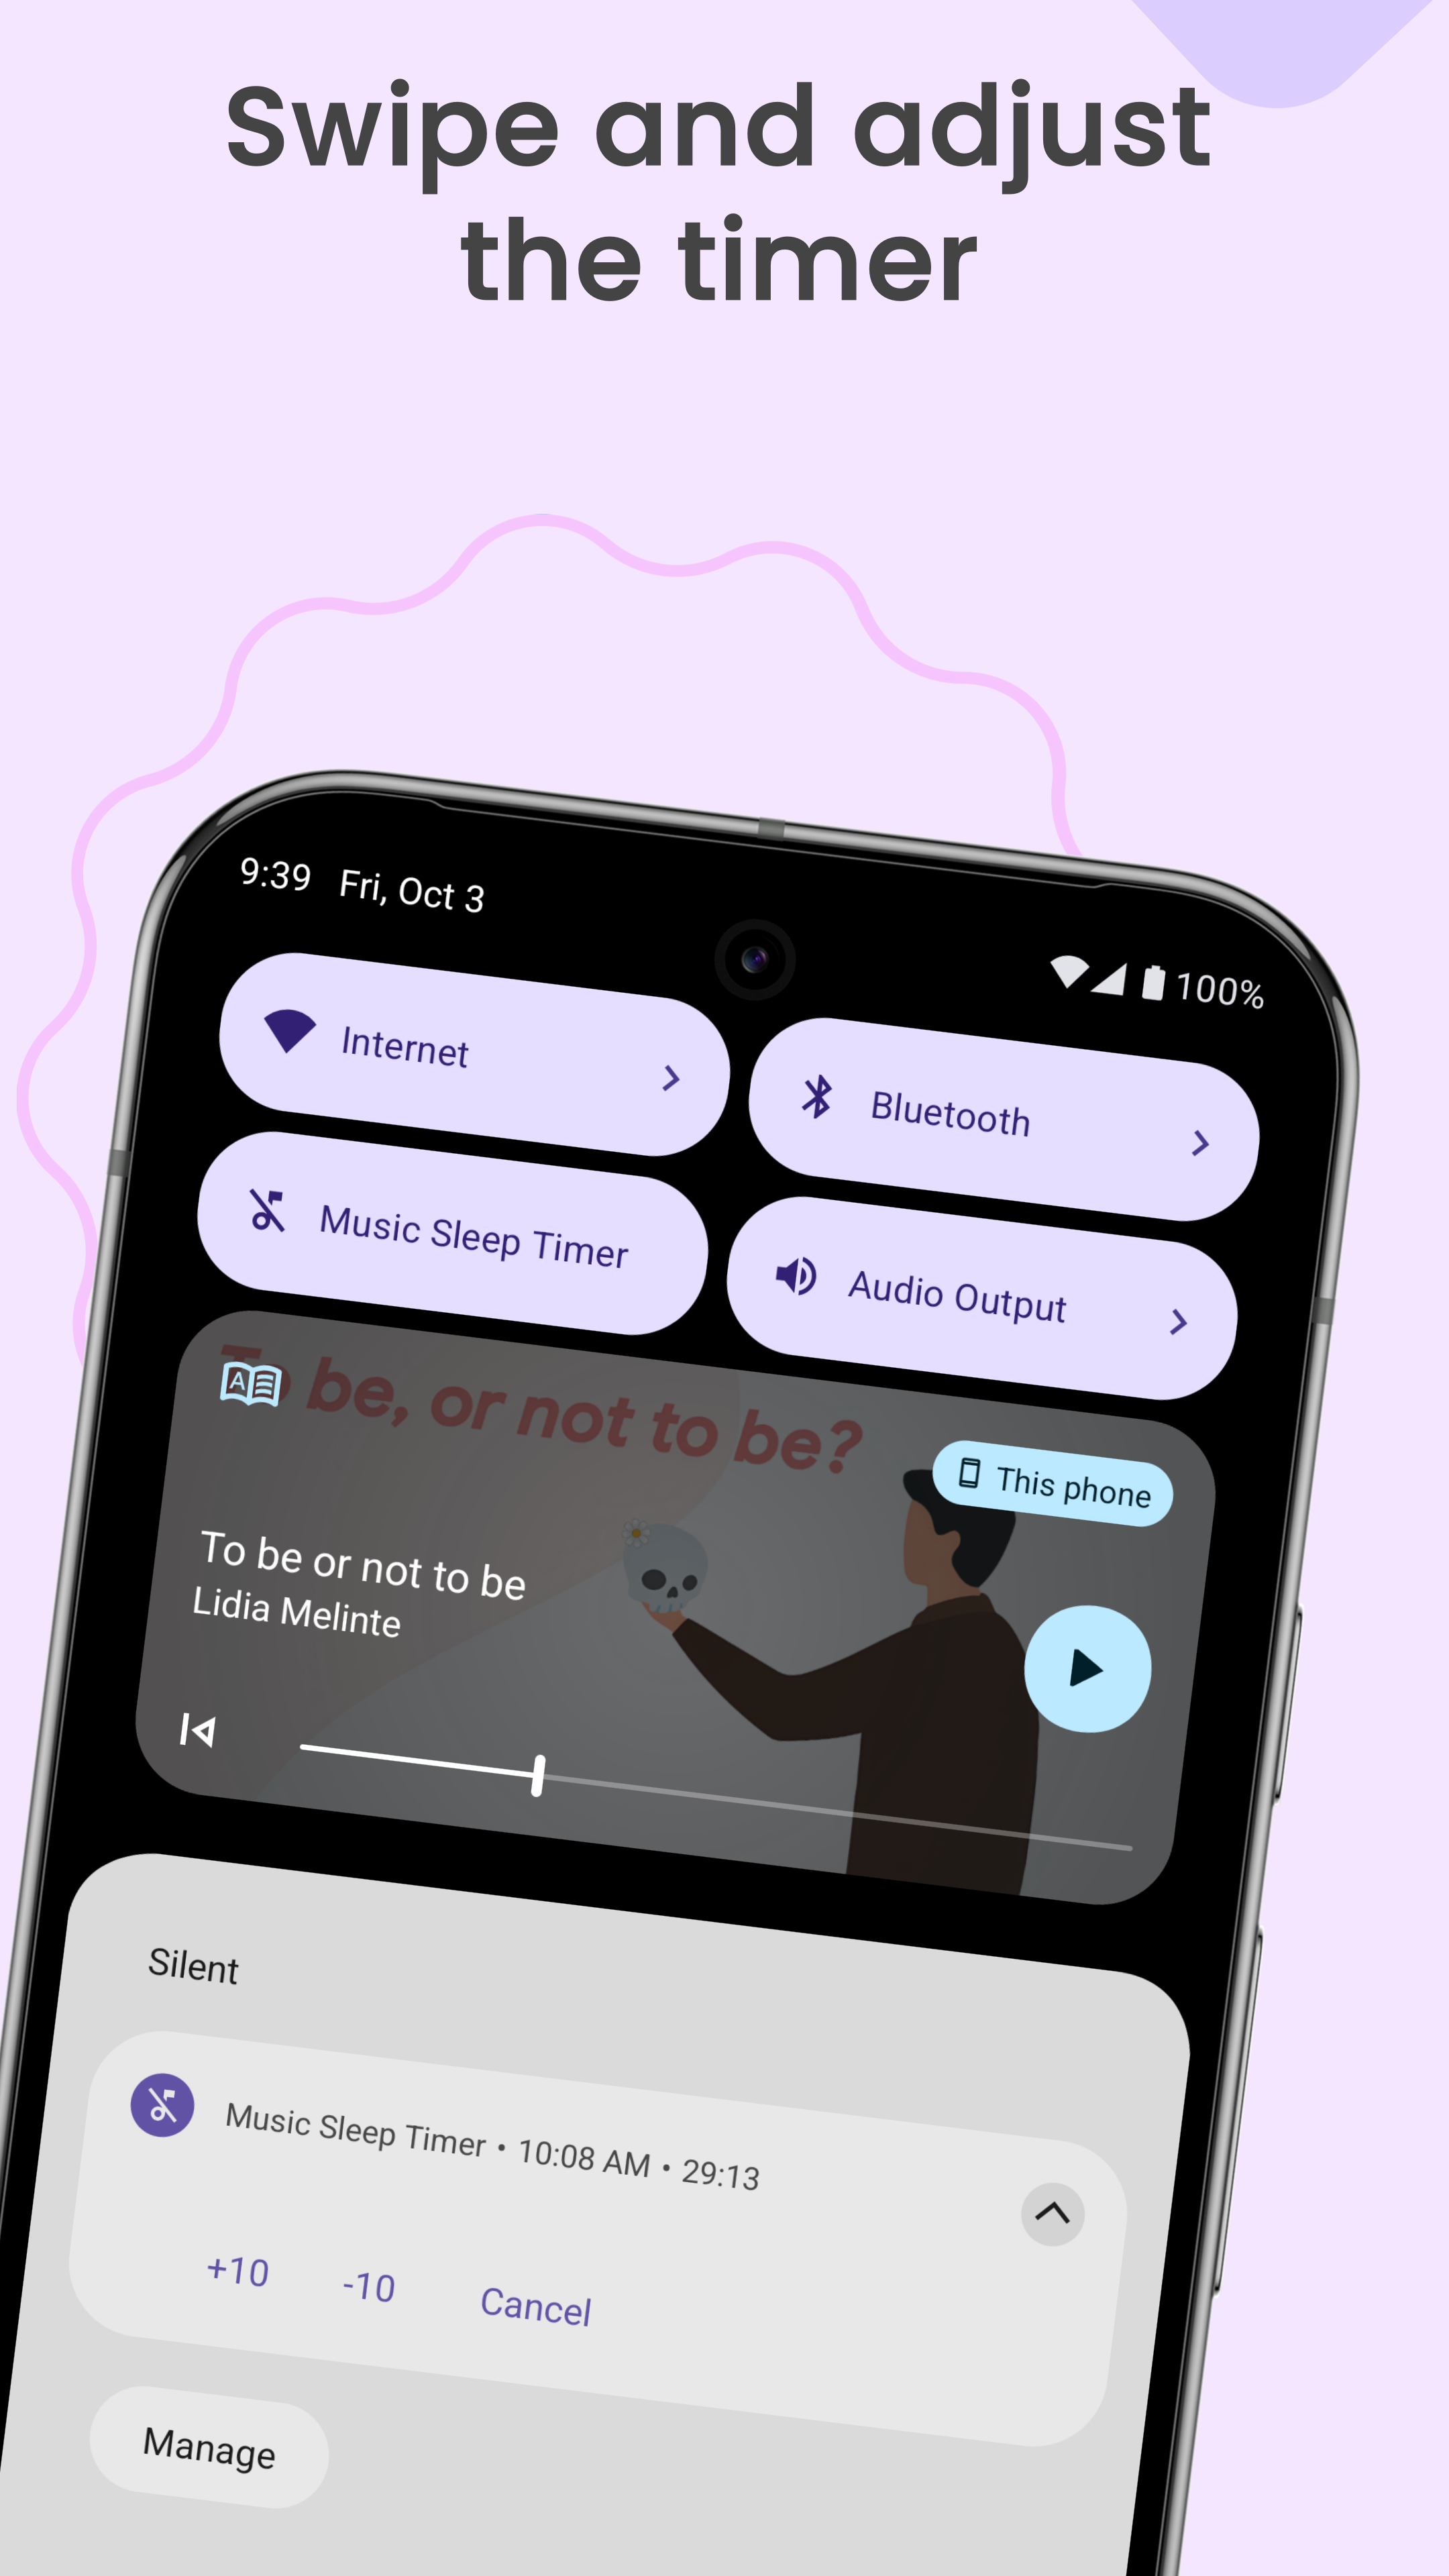 Swipe and adjust
the timer
9:39 Fri, Oct 3
100%
Internet
Bluetooth
Music Sleep Timer
Audio Output
To be, or not to be?
This phone
To be or not to be
Lidia Melinte
Silent
Music Sleep Timer • 10:08 AM • 29:13
+10 -10 Cancel
Manage